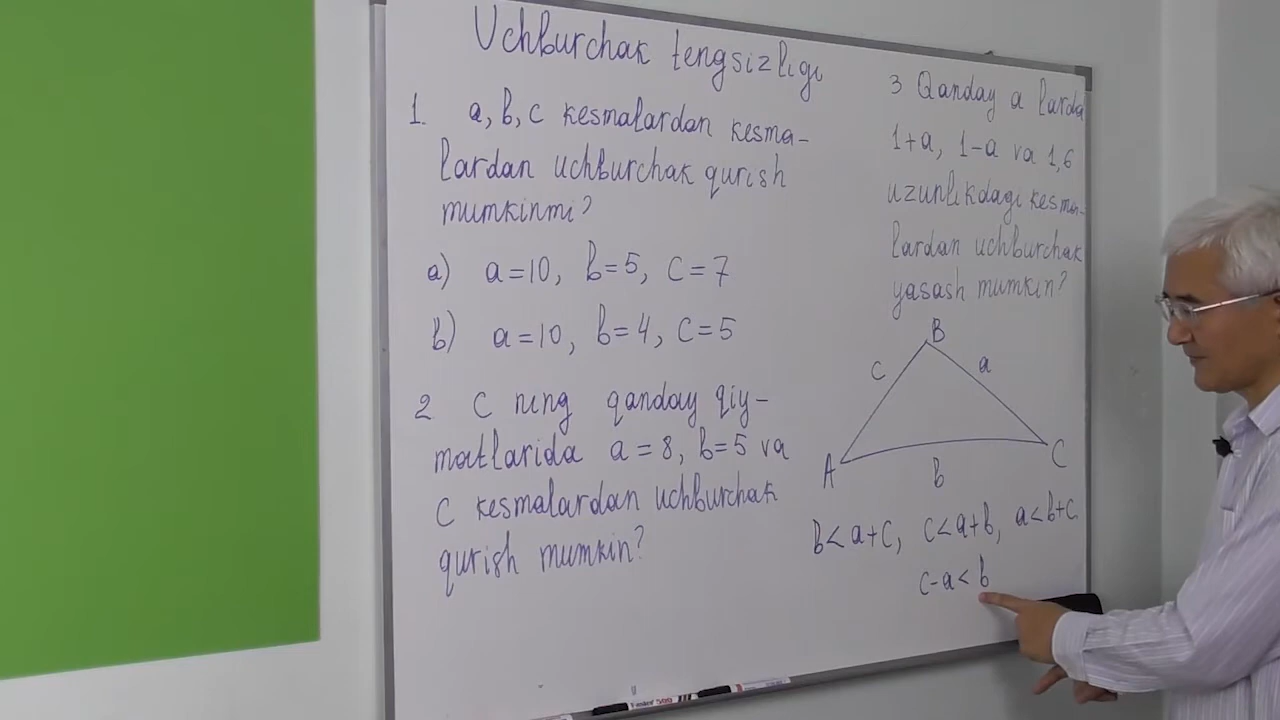 Uchburchak tengsizligi
1. a, b, c kesmalardan kesma-
lardan uchburchak qurish
mumkinmi?
a) a=10, b=5, c=7
b) a=10, b=4, c=5
2 c ning qanday qiy-
matlarida a=8, b=5 va
c kesmalardan uchburchak
qurish mumkin?
3 Qanday a larda
1+a, 1-a va 1,6
uzunlikdagi kesma-
lardan uchburchak
yasash mumkin?
B
c a
A C
b
b<a+c, c<a+b, a<b+c
c-a<b